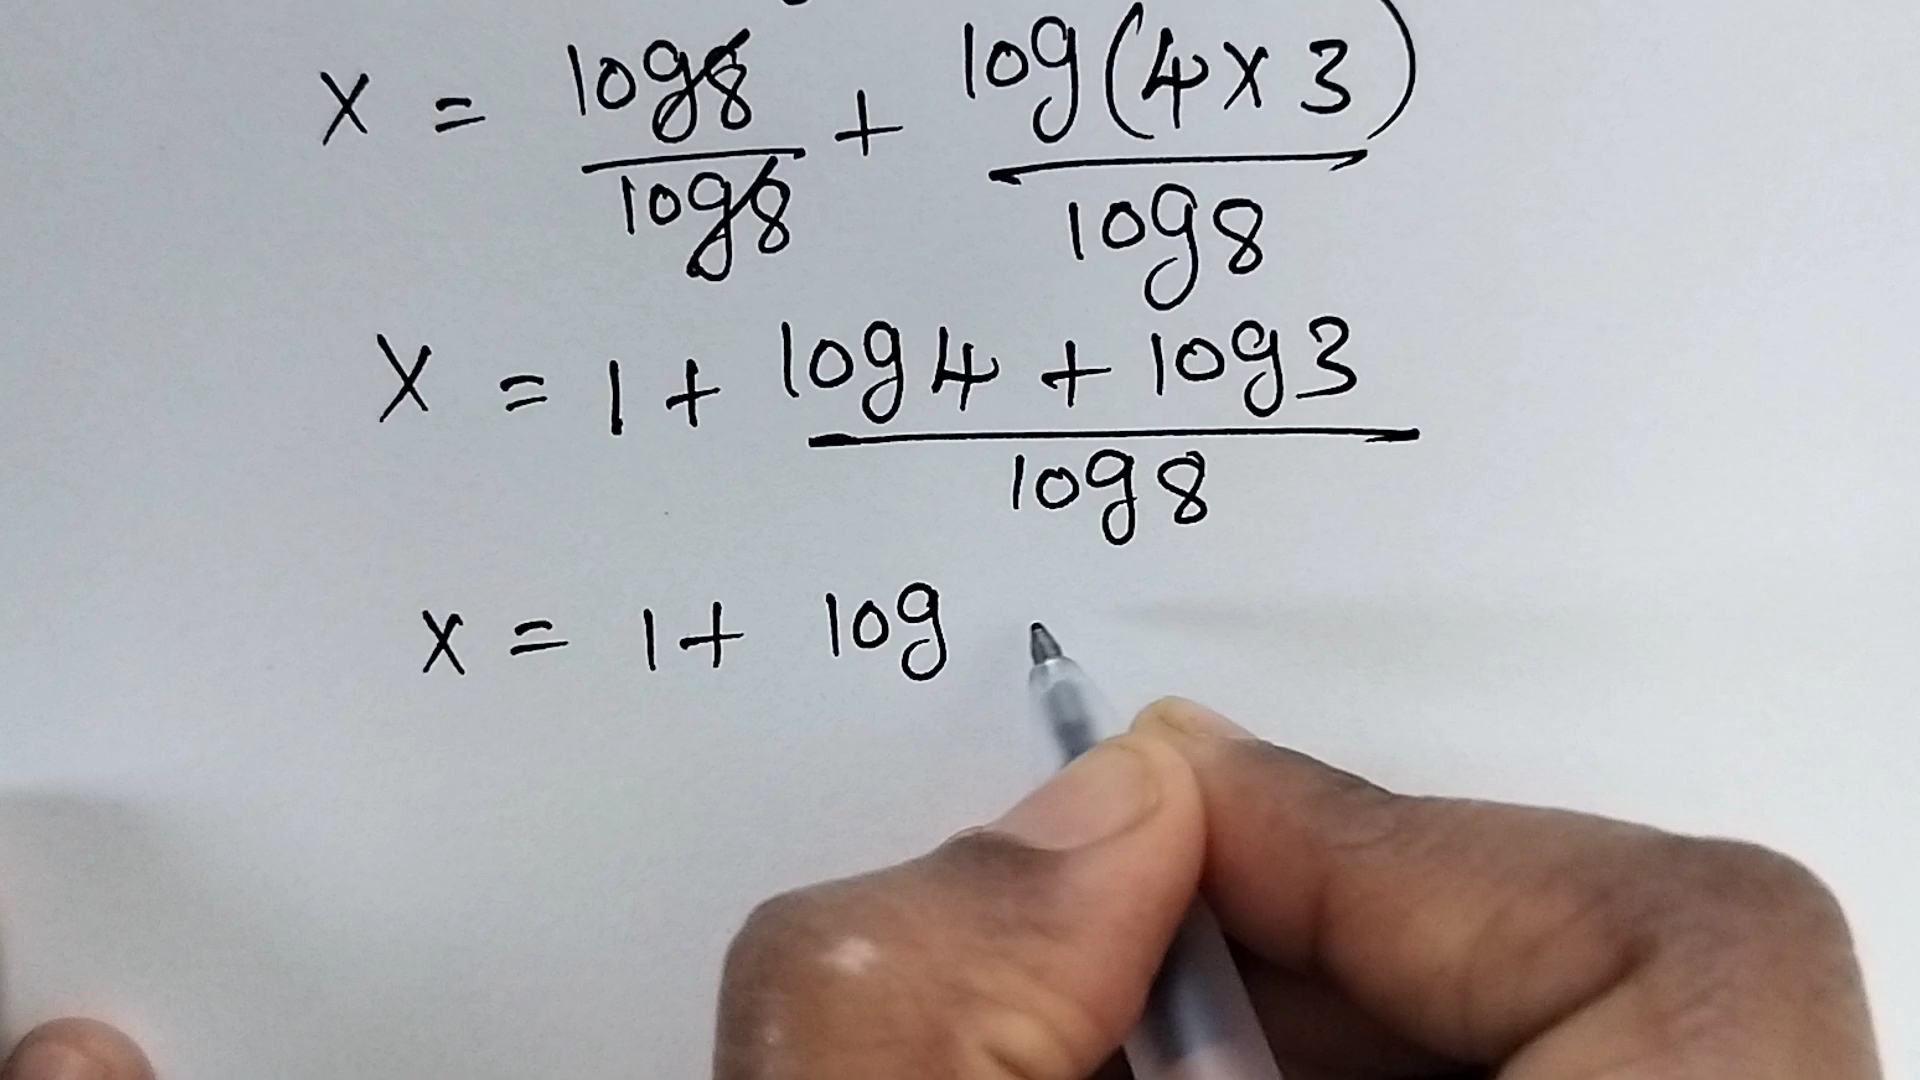 x = log8/log8 + log(4x3)/log8
x = 1 + log4 + log3/log8
x = 1 + log